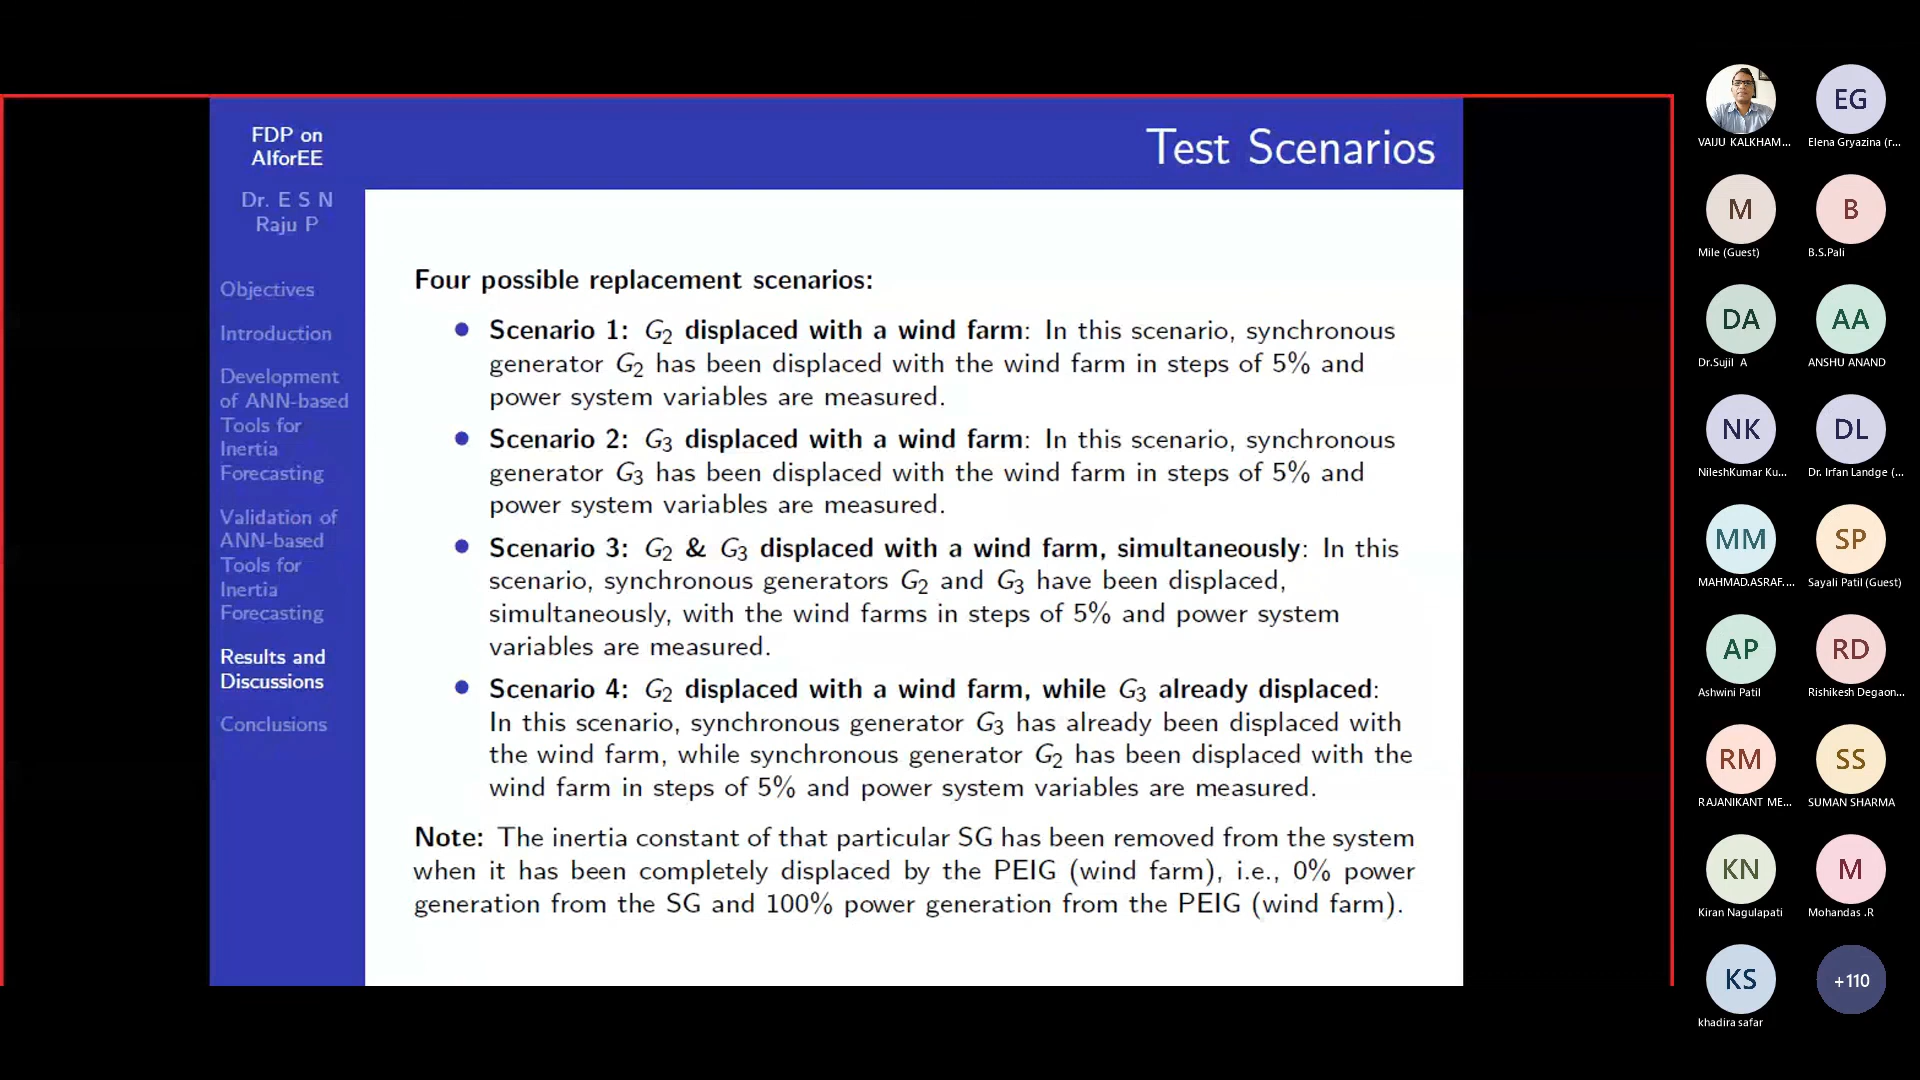 FDP on
AIforEE
Dr. E S N
Raju P
Objectives
Introduction
Development
of ANN-based
Tools for
Inertia
Forecasting
Validation of
ANN-based
Tools for
Inertia
Forecasting
Results and
Discussions
Conclusions
Test Scenarios
Four possible replacement scenarios:
Scenario 1: G2 displaced with a wind farm: In this scenario, synchronous
generator G2 has been displaced with the wind farm in steps of 5% and
power system variables are measured.
Scenario 2: G3 displaced with a wind farm: In this scenario, synchronous
generator G3 has been displaced with the wind farm in steps of 5% and
power system variables are measured.
Scenario 3: G2 & G3 displaced with a wind farm, simultaneously: In this
scenario, synchronous generators G2 and G3 have been displaced,
simultaneously, with the wind farms in steps of 5% and power system
variables are measured.
Scenario 4: G2 displaced with a wind farm, while G3 already displaced:
In this scenario, synchronous generator G3 has already been displaced with
the wind farm, while synchronous generator G2 has been displaced with the
wind farm in steps of 5% and power system variables are measured.
Note: The inertia constant of that particular SG has been removed from the system
when it has been completely displaced by the PEIG (wind farm), i.e., 0% power
generation from the SG and 100% power generation from the PEIG (wind farm).
VAIJU KALKHAM...
EG
Elena Gryazina (r...
M
Mile (Guest)
B
B.S.Pali
DA
Dr.Sujil A
AA
ANSHU ANAND
NK
NileshKumar Ku...
DL
Dr. Irfan Landge (...
MM
MAHMAD.ASRAF....
SP
Sayali Patil (Guest)
AP
Ashwini Patil
RD
Rishikesh Degaon...
RM
RAJANIKANT ME...
SS
SUMAN SHARMA
KN
Kiran Nagulapati
M
Mohandas .R
KS
khadira safar
+110